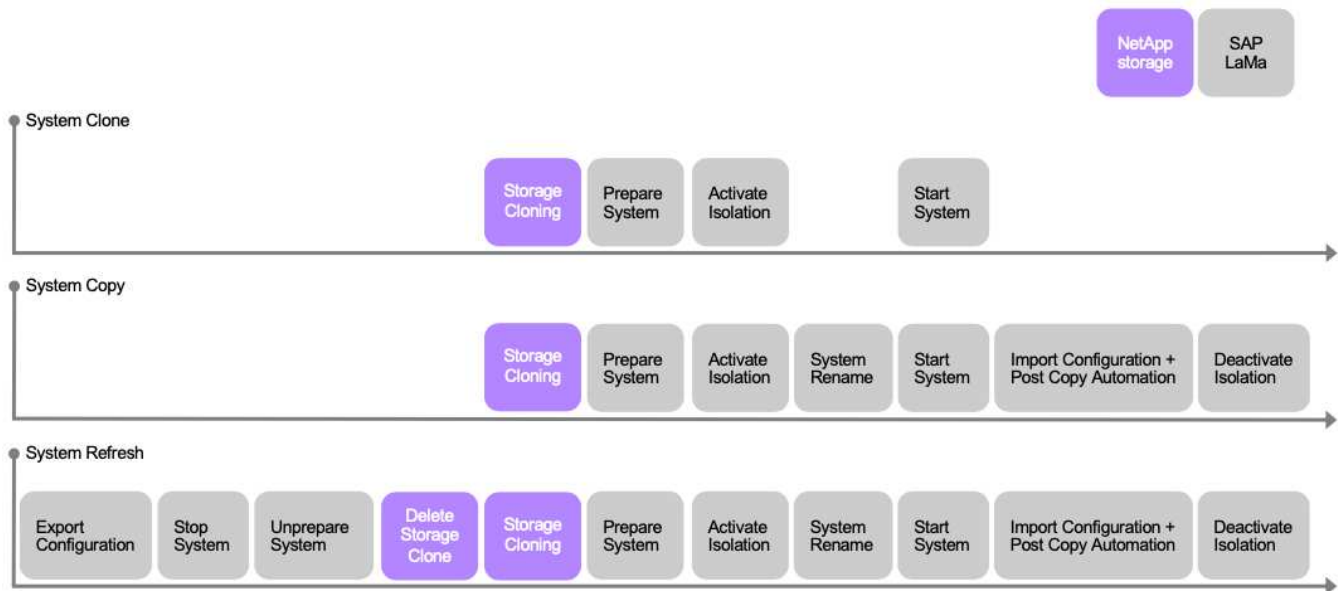 NetApp
storage
SAP
LaMa
System Clone
Storage
Cloning
Prepare
System
Activate
Isolation
Start
System
System Copy
Storage
Cloning
Prepare
System
Activate
Isolation
System
Rename
Start
System
Import Configuration +
Post Copy Automation
Deactivate
Isolation
System Refresh
Export
Configuration
Stop
System
Unprepare
System
Delete
Storage
Clone
Storage
Cloning
Prepare
System
Activate
Isolation
System
Rename
Start
System
Import Configuration +
Post Copy Automation
Deactivate
Isolation